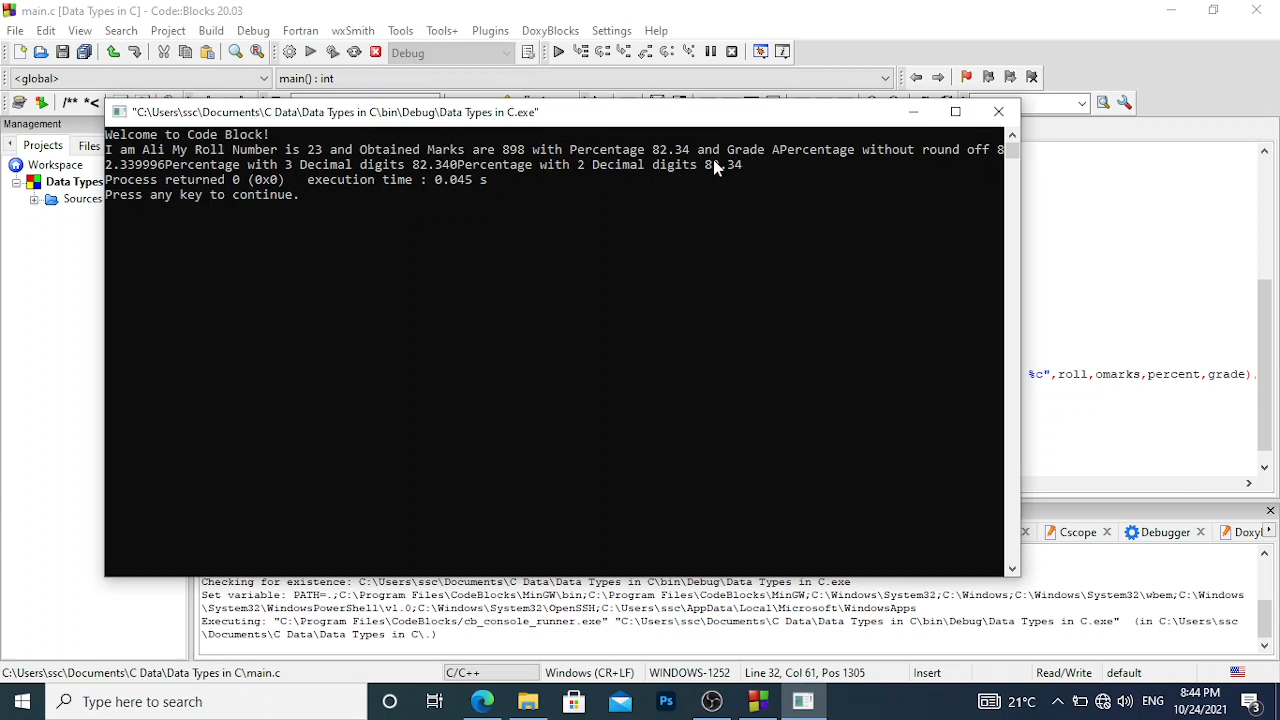 main.c [Data Types in C] - Code::Blocks 20.03
File Edit View Search Project Build Debug Fortran wxSmith Tools Tools+ Plugins DoxyBlocks Settings Help
Debug
<global> main() : int
/** *<
Management
"C:\Users\ssc\Documents\C Data\Data Types in C\bin\Debug\Data Types in C.exe"
Projects Files
Workspace
Data Types
Sources
Welcome to Code Block!
I am Ali My Roll Number is 23 and Obtained Marks are 898 with Percentage 82.34 and Grade APercentage without round off 8
2.339996Percentage with 3 Decimal digits 82.340Percentage with 2 Decimal digits 82.34
Process returned 0 (0x0) execution time : 0.045 s
Press any key to continue.
%c",roll,omarks,percent,grade)
Cscope Debugger Doxy
Checking for existence: C:\Users\ssc\Documents\C Data\Data Types in C\bin\Debug\Data Types in C.exe
Set variable: PATH=.;C:\Program Files\CodeBlocks\MinGW\bin;C:\Program Files\CodeBlocks\MinGW;C:\Windows\System32;C:\Windows;C:\Windows\System32\wbem;C:\Windows
\System32\WindowsPowerShell\v1.0;C:\Windows\System32\OpenSSH;C:\Users\ssc\AppData\Local\Microsoft\WindowsApps
Executing: "C:\Program Files\CodeBlocks/cb_console_runner.exe" "C:\Users\ssc\Documents\C Data\Data Types in C\bin\Debug\Data Types in C.exe" (in C:\Users\ssc
\Documents\C Data\Data Types in C\.)
C:\Users\ssc\Documents\C Data\Data Types in C\main.c C/C++ Windows (CR+LF) WINDOWS-1252 Line 32, Col 61, Pos 1305 Insert Read/Write default
Type here to search
Ps
21°C
ENG
8:44 PM
10/24/2021
3